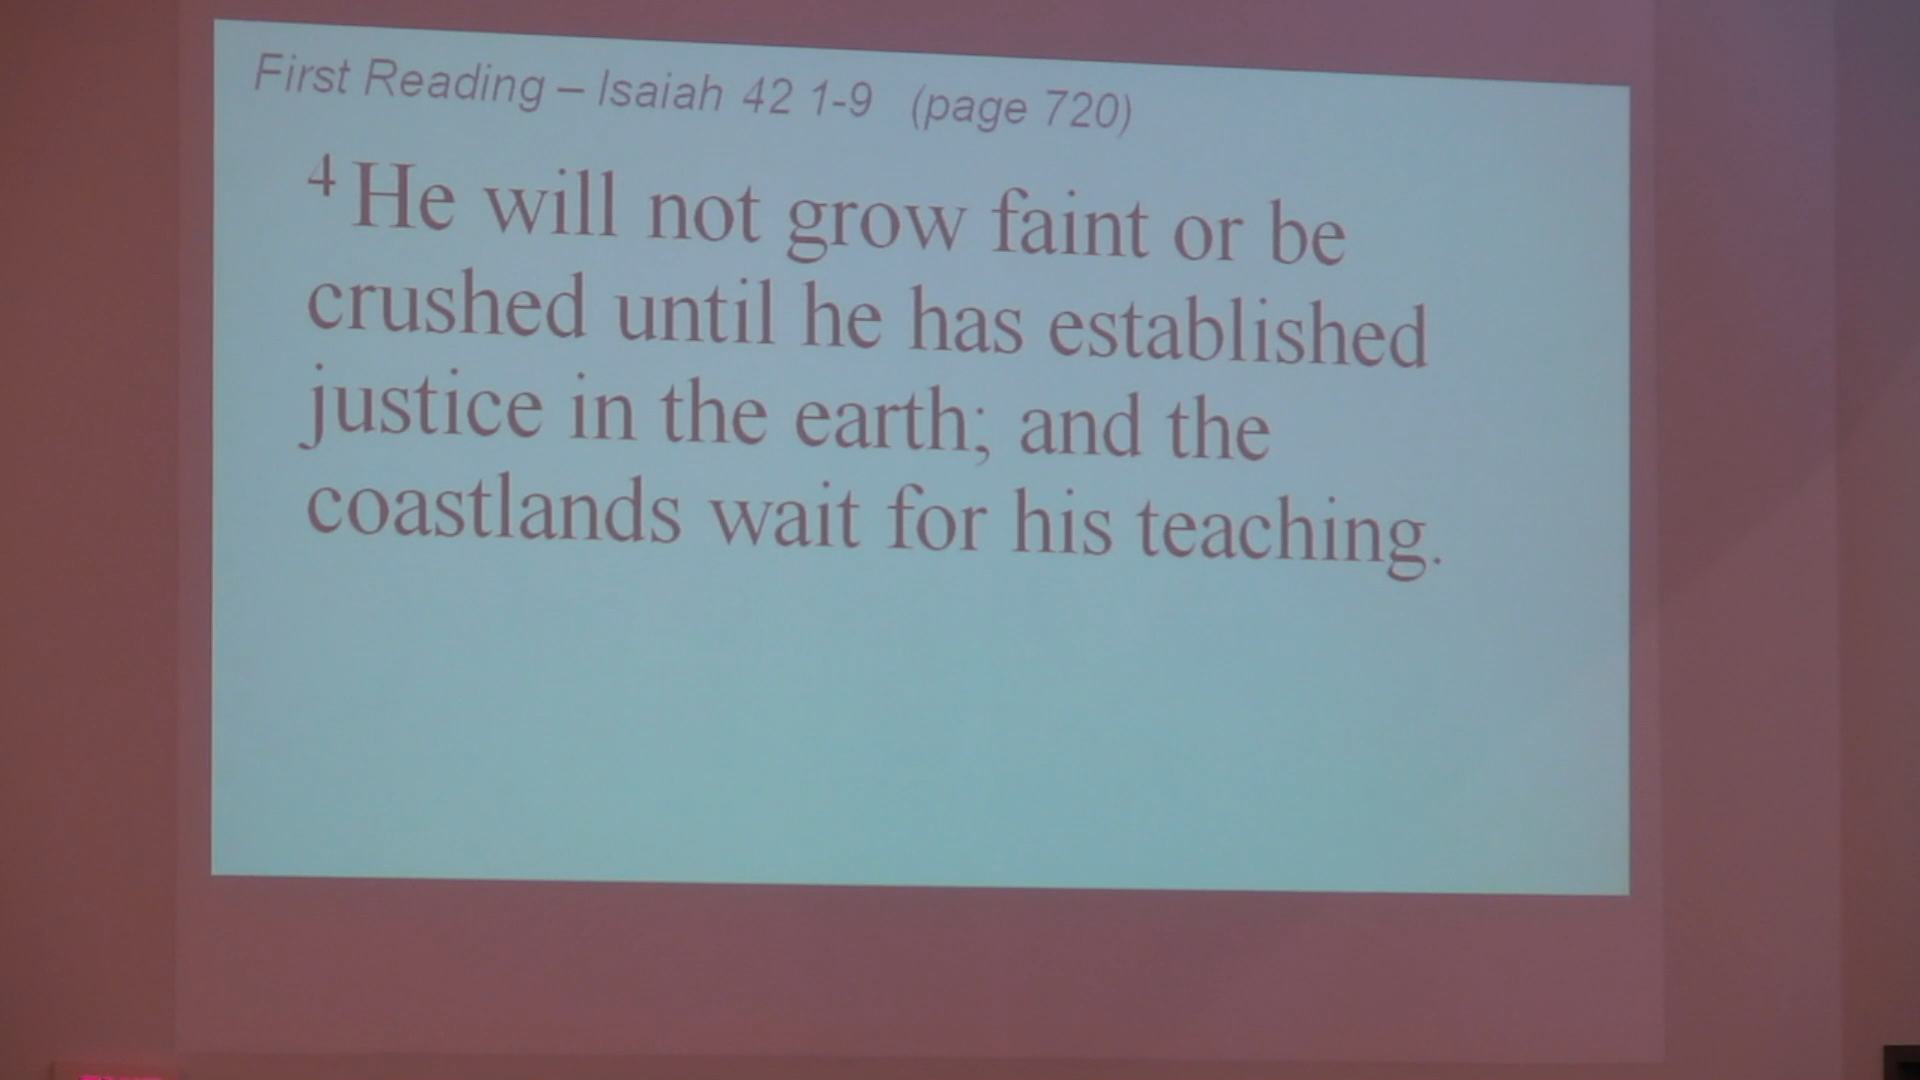 First Reading – Isaiah 42 1-9 (page 720)
4 He will not grow faint or be
crushed until he has established
justice in the earth; and the
coastlands wait for his teaching.